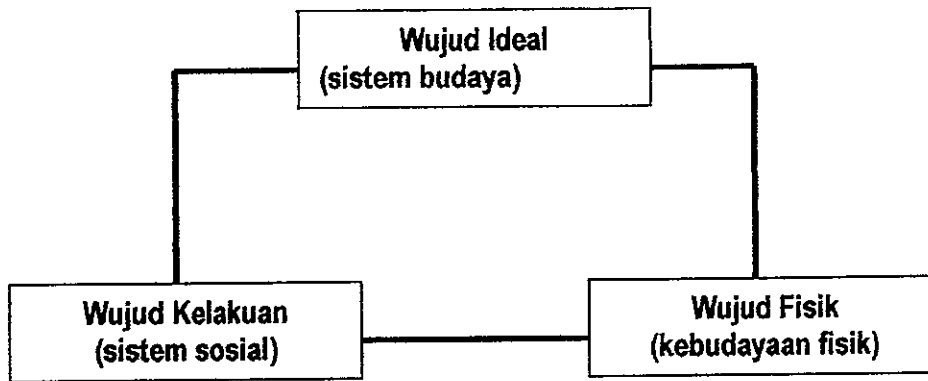 Wujud Ideal
(sistem budaya)
Wujud Kelakuan
(sistem sosial)
Wujud Fisik
(kebudayaan fisik)